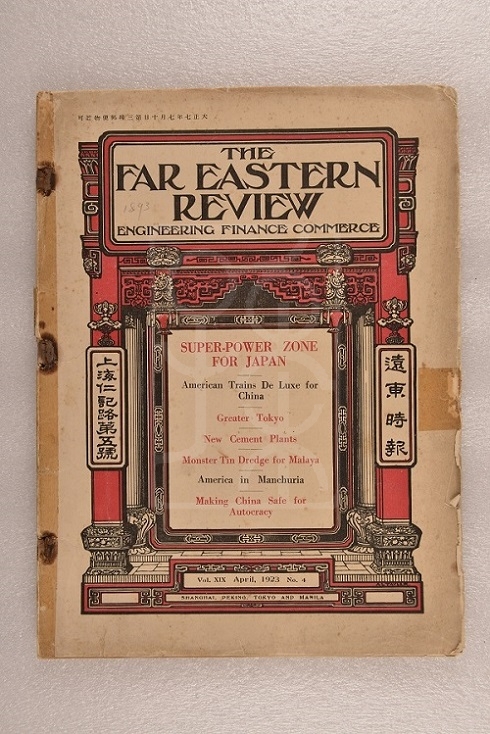 大正七年七月十日第三種郵便物認可
THE
FAR EASTERN
REVIEW
1893
ENGINEERING FINANCE COMMERCE
SUPER-POWER ZONE
FOR JAPAN
American Trains De Luxe for
China
Greater Tokyo
New Cement Plants
Monster Tin Dredge for Malaya
America in Manchuria
Making China Safe for
Autocracy
上海仁記路第五號
遠東時報
Vol. XIX April, 1923 No. 4
SHANGHAI, PEKING, TOKYO AND MANILA